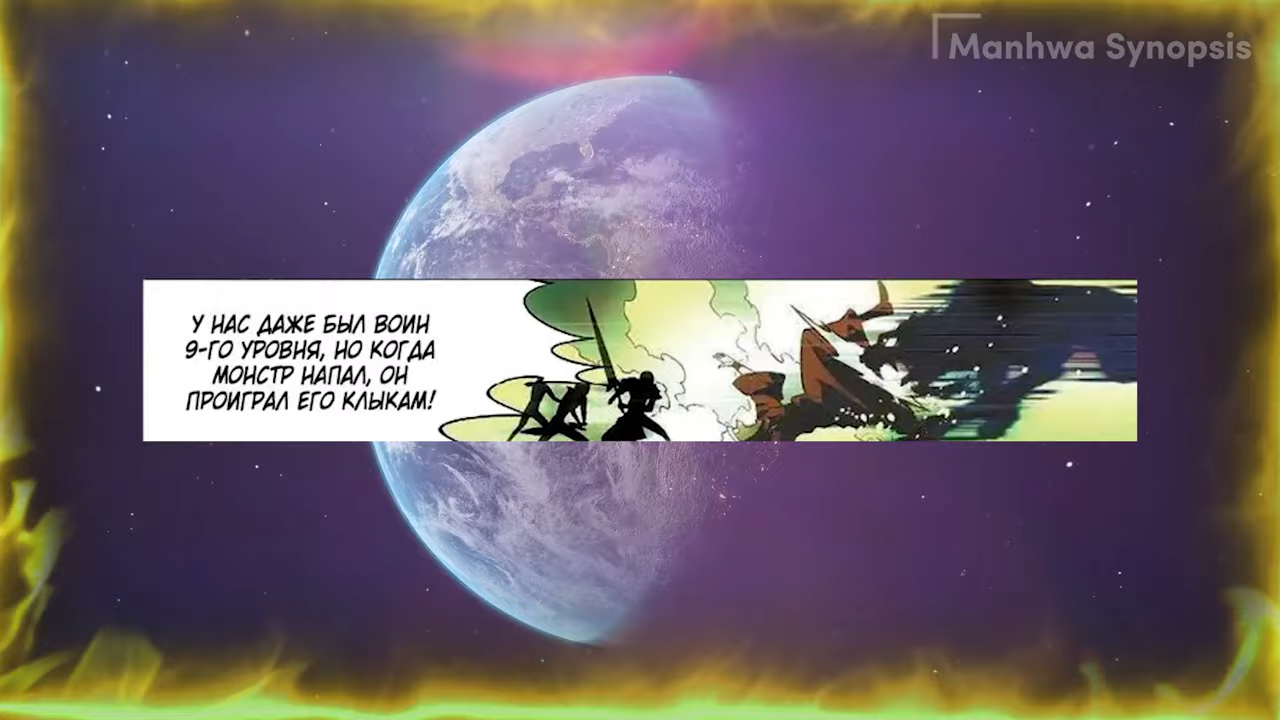 Manhwa Synopsis
У НАС ДАЖЕ БЫЛ ВОИН
9-ГО УРОВНЯ, НО КОГДА
МОНСТР НАПАЛ, ОН
ПРОИГРАЛ ЕГО КЛЫКАМ!